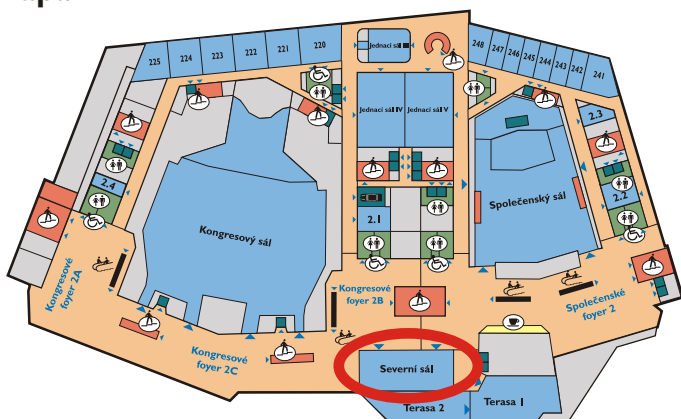 220
221
222
223
224
225
Jednací sál
248
247
246
245
244
243
242
241
Jednací sál IV
Jednací sál V
2.3
2.4
2.1
2.2
Kongresový sál
Společenský sál
Kongresové
foyer 2A
Kongresové
foyer 2B
Společenské
foyer 2
Kongresové
foyer 2C
Severní sál
Terasa 2
Terasa 1